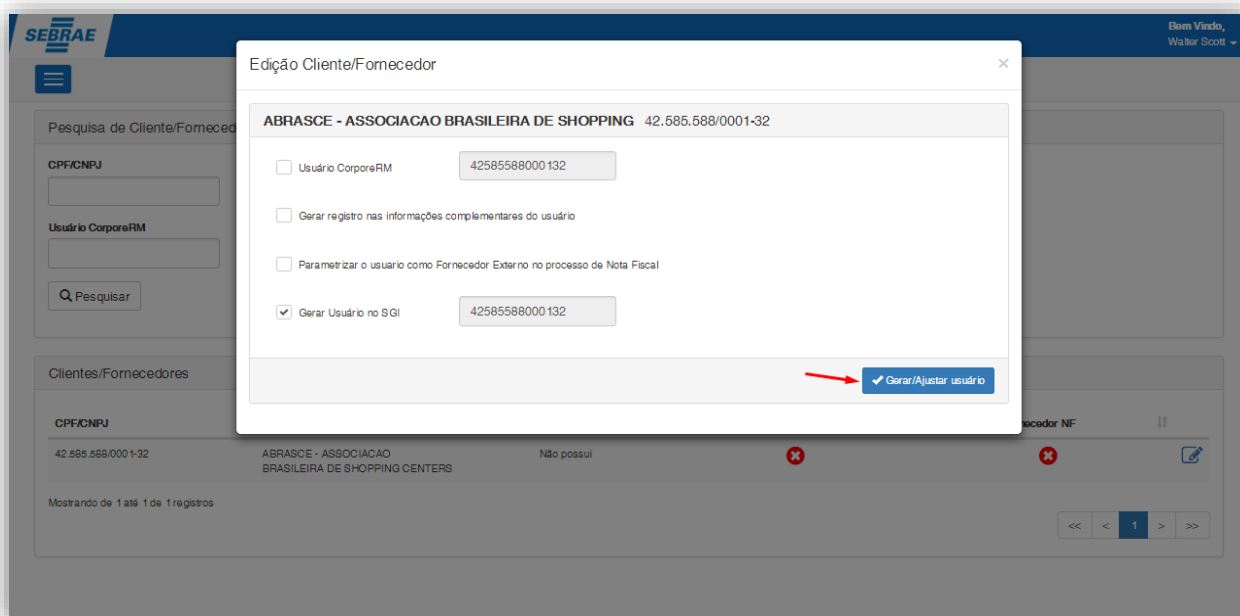 SEBRAE
Bem Vindo,
Walter Scott
Edição Cliente/Fornecedor
×
Pesquisa de Cliente/Forneced
CPF/CNPJ
Usuário CorporeRM
Pesquisar
ABRASCE - ASSOCIACAO BRASILEIRA DE SHOPPING 42.585.588/0001-32
Usuário CorporeRM 42585588000132
Gerar registro nas informações complementares do usuário
Parametrizar o usuario como Fornecedor Externo no processo de Nota Fiscal
Gerar Usuário no SGI 42585588000132
Gerar/Ajustar usuário
Clientes/Fornecedores
CPF/CNPJ
necedor NF
42.585.588/0001-32 ABRASCE - ASSOCIACAO Não possui
BRASILEIRA DE SHOPPING CENTERS
Mostrando de 1 até 1 de 1 registros
<< < 1 > >>